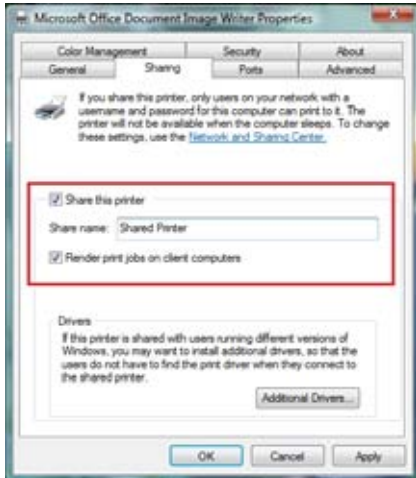 Microsoft Office Document Image Writer Properties
Color Management Security About
General Sharing Ports Advanced
If you share this printer, only users on your network with a
username and password for this computer can print to it. The
printer will not be available when the computer sleeps. To change
these settings, use the Network and Sharing
Center.
Share this printer
Share name: Shared Printer
Render print jobs on client computers
Drivers
If this printer is shared with users running different versions of
Windows, you may want to install additional drivers, so that the
users do not have to find the print driver when they connect to
the shared printer.
Additional Drivers...
OK Cancel Apply